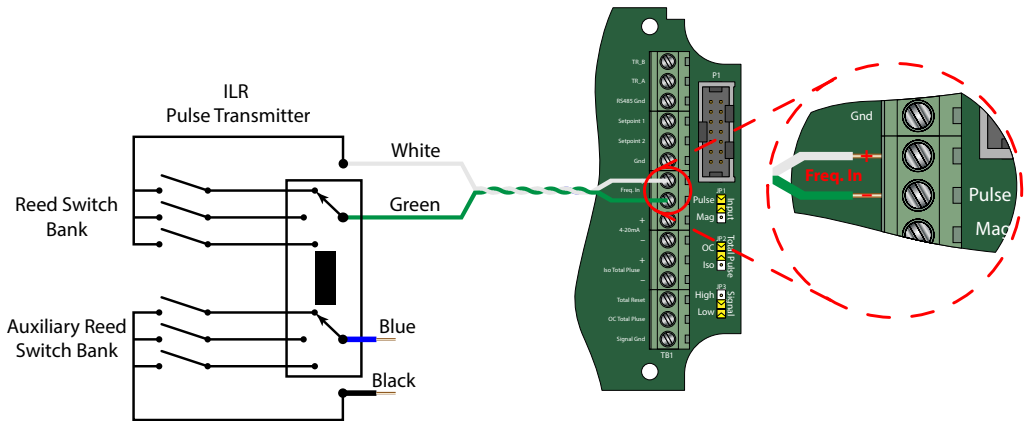 ILR
Pulse Transmitter
White
Green
Reed Switch
Bank
Auxiliary Reed
Switch Bank
Blue
Black
TR_B
TR_A
RS485 Gnd
Setpoint 1
Setpoint 2
Gnd
Freq. In
+
4-20mA
−
+
Iso Total Pluse
−
Total Reset
OC Total Pluse
Signal Gnd
TB1
P1
JP1
Pulse
Mag
Input
JP2
OC
Iso
Total Pulse
JP3
High
Low
Signal
Gnd
+
Freq. In
−
Pulse
Mag